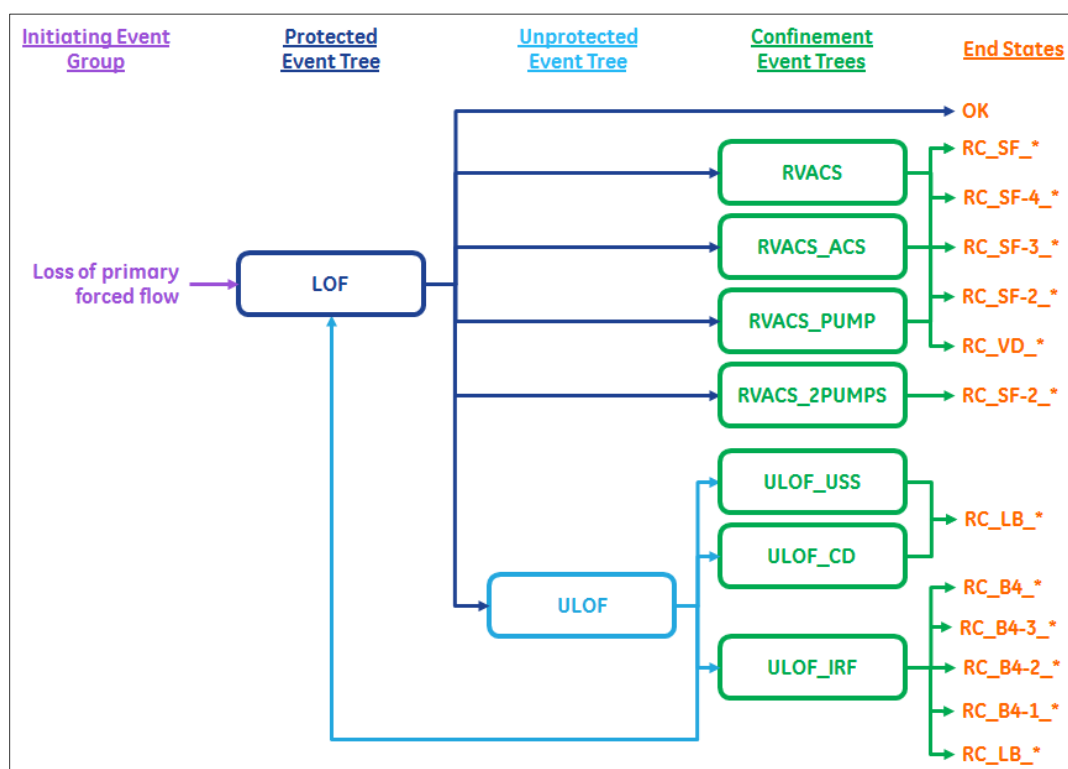 Initiating Event
Group
Protected
Event Tree
Unprotected
Event Tree
Confinement
Event Trees
End States
OK
RC_SF_*
RVACS
RC_SF-4_*
RVACS_ACS
RC_SF-3_*
Loss of primary
forced flow
LOF
RC_SF-2_*
RVACS_PUMP
RC_VD_*
RVACS_2PUMPS
RC_SF-2_*
ULOF_USS
RC_LB_*
ULOF_CD
RC_B4_*
ULOF
RC_B4-3_*
ULOF_IRF
RC_B4-2_*
RC_B4-1_*
RC_LB_*